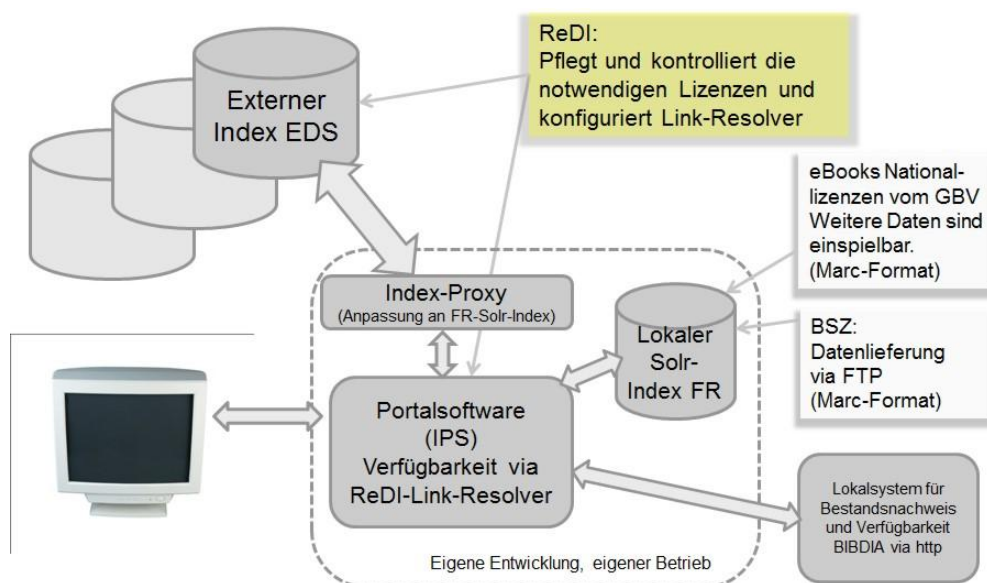 ReDI:
Pflegt und kontrolliert die
notwendigen Lizenzen und
konfiguriert Link-Resolver
Externer
Index EDS
eBooks National-
lizenzen vom GBV
Weitere Daten sind
einspielbar.
(Marc-Format)
Index-Proxy
(Anpassung an FR-Solr-Index)
Lokaler
Solr-
Index FR
BSZ:
Datenlieferung
via FTP
(Marc-Format)
Portalsoftware
(IPS)
Verfügbarkeit via
ReDI-Link-Resolver
Lokalsystem für
Bestandsnachweis
und Verfügbarkeit
BIBDIA via http
Eigene Entwicklung, eigener Betrieb